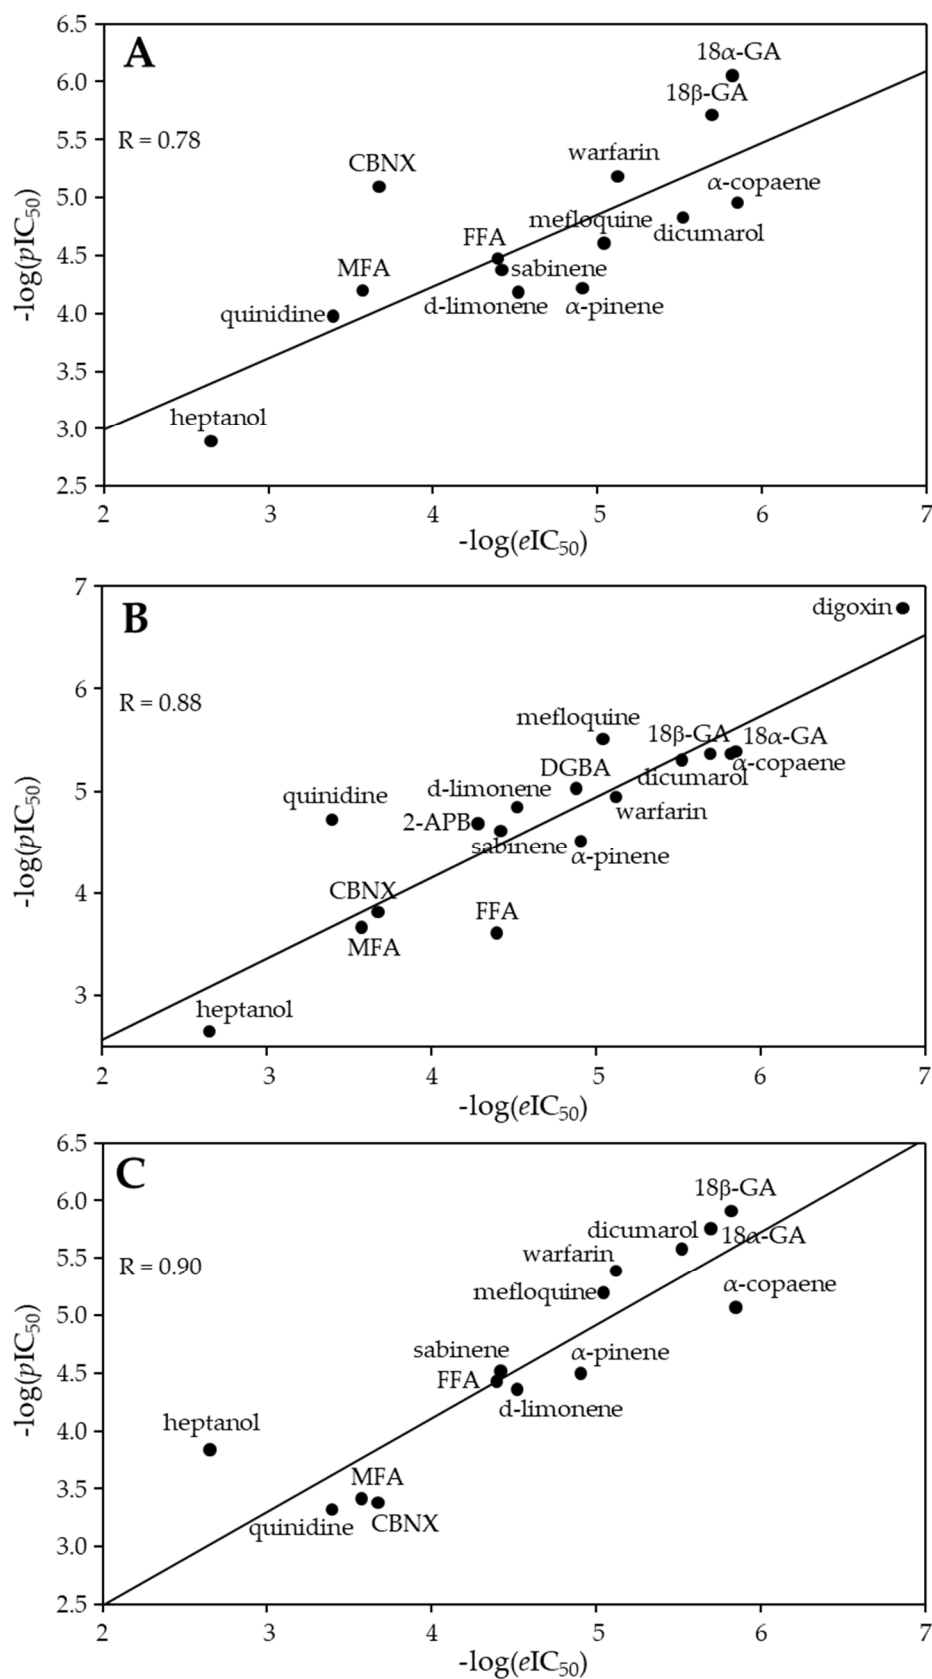 6.5
A
18α-GA
6.0
18β-GA
5.5
R = 0.78
warfarin
CBNX
α-copaene
5.0
mefloquine
dicumarol
-log(pIC50)
FFA
4.5
MFA
sabinene
d-limonene
α-pinene
4.0
quinidine
3.5
heptanol
3.0
2.5
2 3 4 5 6 7
-log(eIC50)
7
B
digoxin
6
R = 0.88
mefloquine
18β-GA
18α-GA
DGBA
α-copaene
dicumarol
5
d-limonene
quinidine
warfarin
2-APB
-log(pIC50)
sabinene
α-pinene
4
CBNX
FFA
MFA
3
heptanol
2 3 4 5 6 7
-log(eIC50)
6.5
C
18β-GA
6.0
dicumarol
18α-GA
5.5
R = 0.90
warfarin
α-copaene
mefloquine
5.0
-log(pIC50)
sabinene
α-pinene
4.5
FFA
d-limonene
heptanol
4.0
MFA
3.5
quinidine
CBNX
3.0
2.5
2 3 4 5 6 7
-log(eIC50)